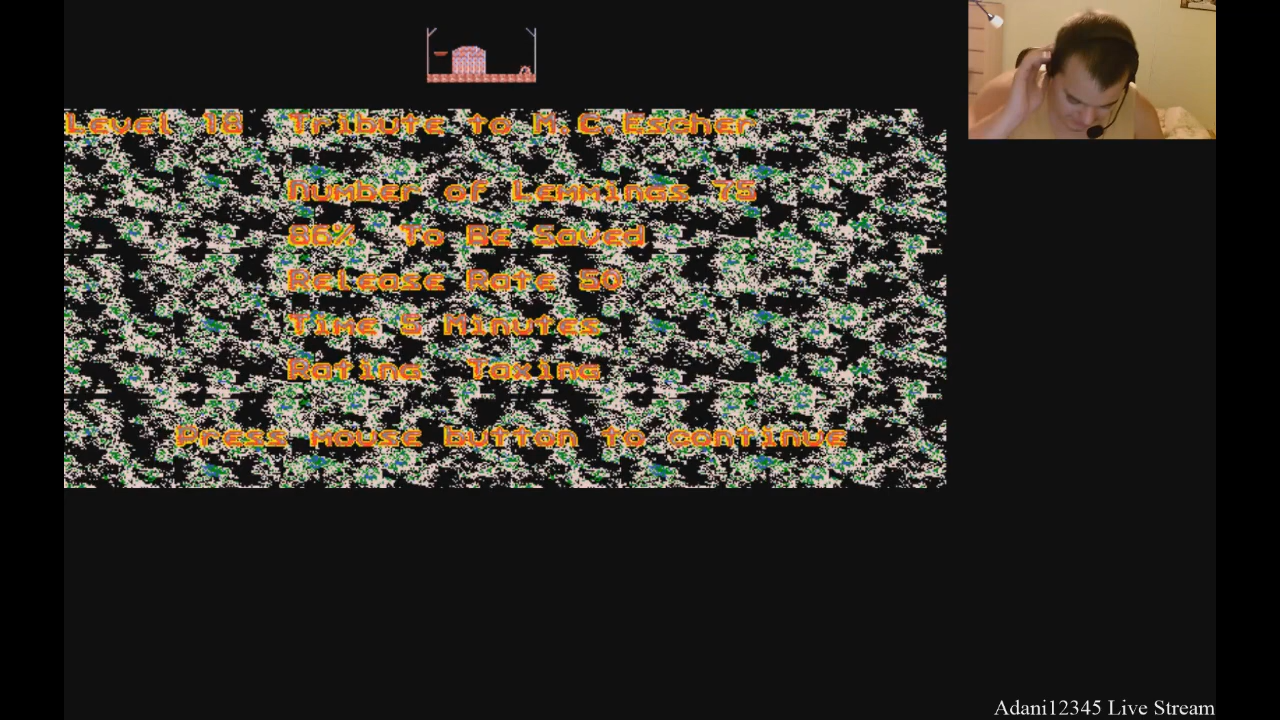 Level 18 Tribute to M.C.Escher
Number of Lemmings 75
86% To Be Saved
Release Rate 50
Time 5 Minutes
Rating Taxing
Press mouse button to continue
Adani12345 Live Stream